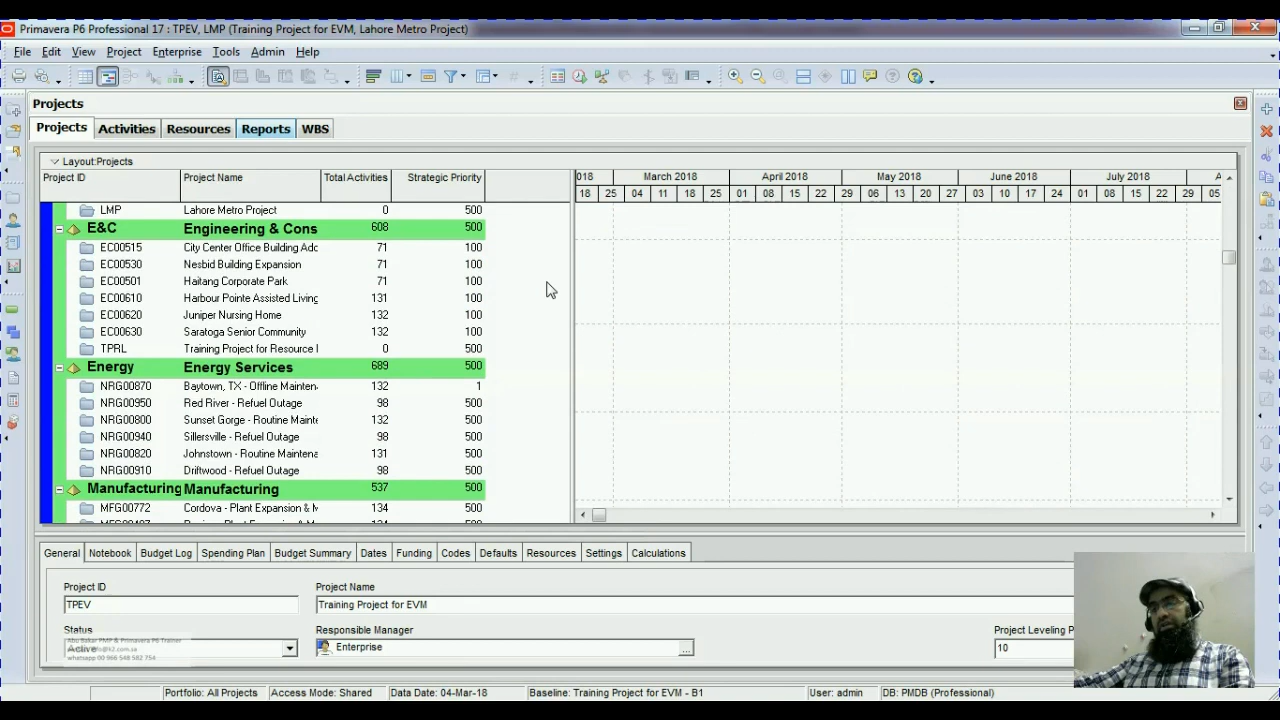 Primavera P6 Professional 17 : TPEV, LMP (Training Project for EVM, Lahore Metro Project)
File Edit View Project Enterprise Tools Admin Help
Projects
Projects Activities Resources Reports WBS
Layout:Projects
Project ID Project Name Total Activities Strategic Priority
018 March 2018 April 2018 May 2018 June 2018 July 2018 A
18 25 04 11 18 25 01 08 15 22 29 06 13 20 27 03 10 17 24 01 08 15 22 29 05
LMP Lahore Metro Project 0 500
E&C Engineering & Cons 608 500
EC00515 City Center Office Building Adc 71 100
EC00530 Nesbid Building Expansion 71 100
EC00501 Haitang Corporate Park 71 100
EC00610 Harbour Pointe Assisted Living 131 100
EC00620 Juniper Nursing Home 132 100
EC00630 Saratoga Senior Community 132 100
TPRL Training Project for Resource l 0 500
Energy Energy Services 689 500
NRG00870 Baytown, TX - Offline Mainten. 132 1
NRG00950 Red River - Refuel Outage 98 500
NRG00800 Sunset Gorge - Routine Mainte 132 500
NRG00940 Sillersville - Refuel Outage 98 500
NRG00820 Johnstown - Routine Maintena 131 500
NRG00910 Driftwood - Refuel Outage 98 500
Manufacturing Manufacturing 537 500
MFG00772 Cordova - Plant Expansion & M 134 500
General Notebook Budget Log Spending Plan Budget Summary Dates Funding Codes Defaults Resources Settings Calculations
Project ID Project Name
TPEV Training Project for EVM
Status Responsible Manager Project Leveling P
Abu Bakar PMP & Primavera P6 Trainer
Active Enterprise 10
whatsapp 00 966 548 982 754
Portfolio: All Projects Access Mode: Shared Data Date: 04-Mar-18 Baseline: Training Project for EVM - B1 User: admin DB: PMDB (Professional)